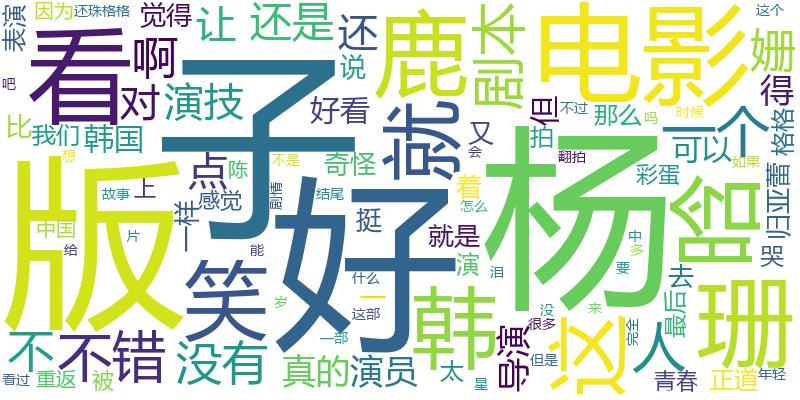 因为
还珠格格
觉得
让
还是
鹿
剧本
电影
这个
姗
表演
看
啊
还
说
得
吧
对
演技
好看
但
不过
吗
时候
比
我们
韩国
子
就
又
会
拍
那么
一个
格格
版
点
陈
奇怪
不是
翻拍
可以
如果
想
故事
上
感觉
剧情
结尾
着
怎么
杨
彩蛋
晗
归亚蕾
中国
一样
好
挺
就是
哭
给
片
笑
能
什么
演
泪
中
多
去
珊
岁
一
这部
韩
没
来
要
最后
不
不错
没有
一部
导演
很多
这
完全
人
看过
重返
被
真的
演员
太
星
但是
青春
正道
年轻